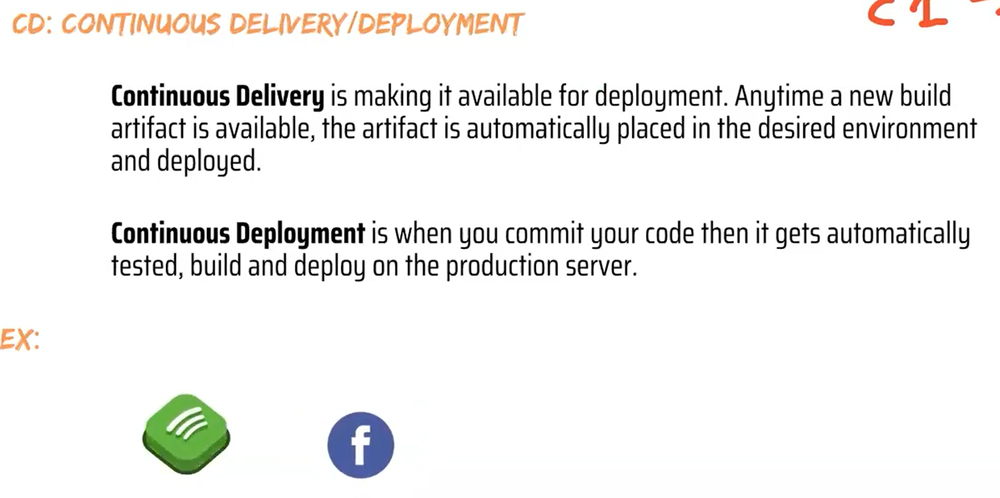 CD: CONTINUOUS DELIVERY/DEPLOYMENT
CI
Continuous Delivery is making it available for deployment. Anytime a new build
artifact is available, the artifact is automatically placed in the desired environment
and deployed.
Continuous Deployment is when you commit your code then it gets automatically
tested, build and deploy on the production server.
EX:
f